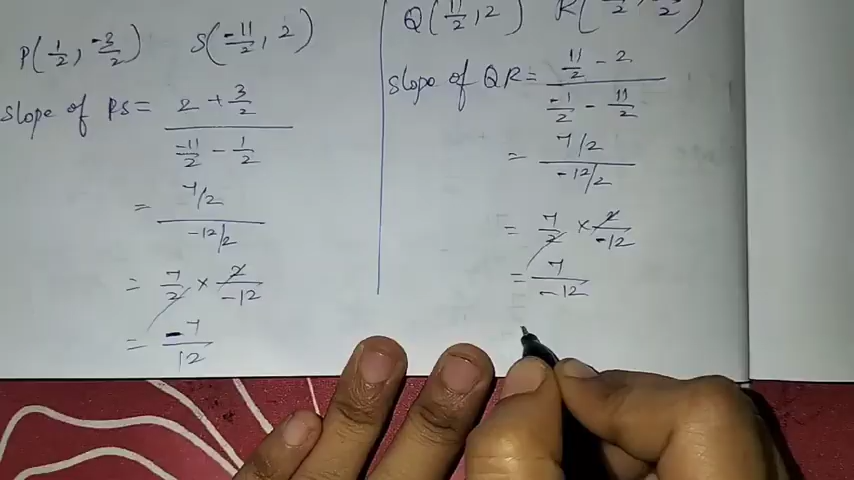 P(1/2, -3/2) S(-11/2, 2)
Slope of PS = (2 + 3/2) / (-11/2 - 1/2)
= (7/2) / (-12/2)
= 7/2 × 2/-12
= -7/12
Q(11/2, 2)
Slope of QR = (11/2 - 2) / (-1/2 - 11/2)
= (7/2) / (-12/2)
= 7/2 × 2/-12
= 7/-12